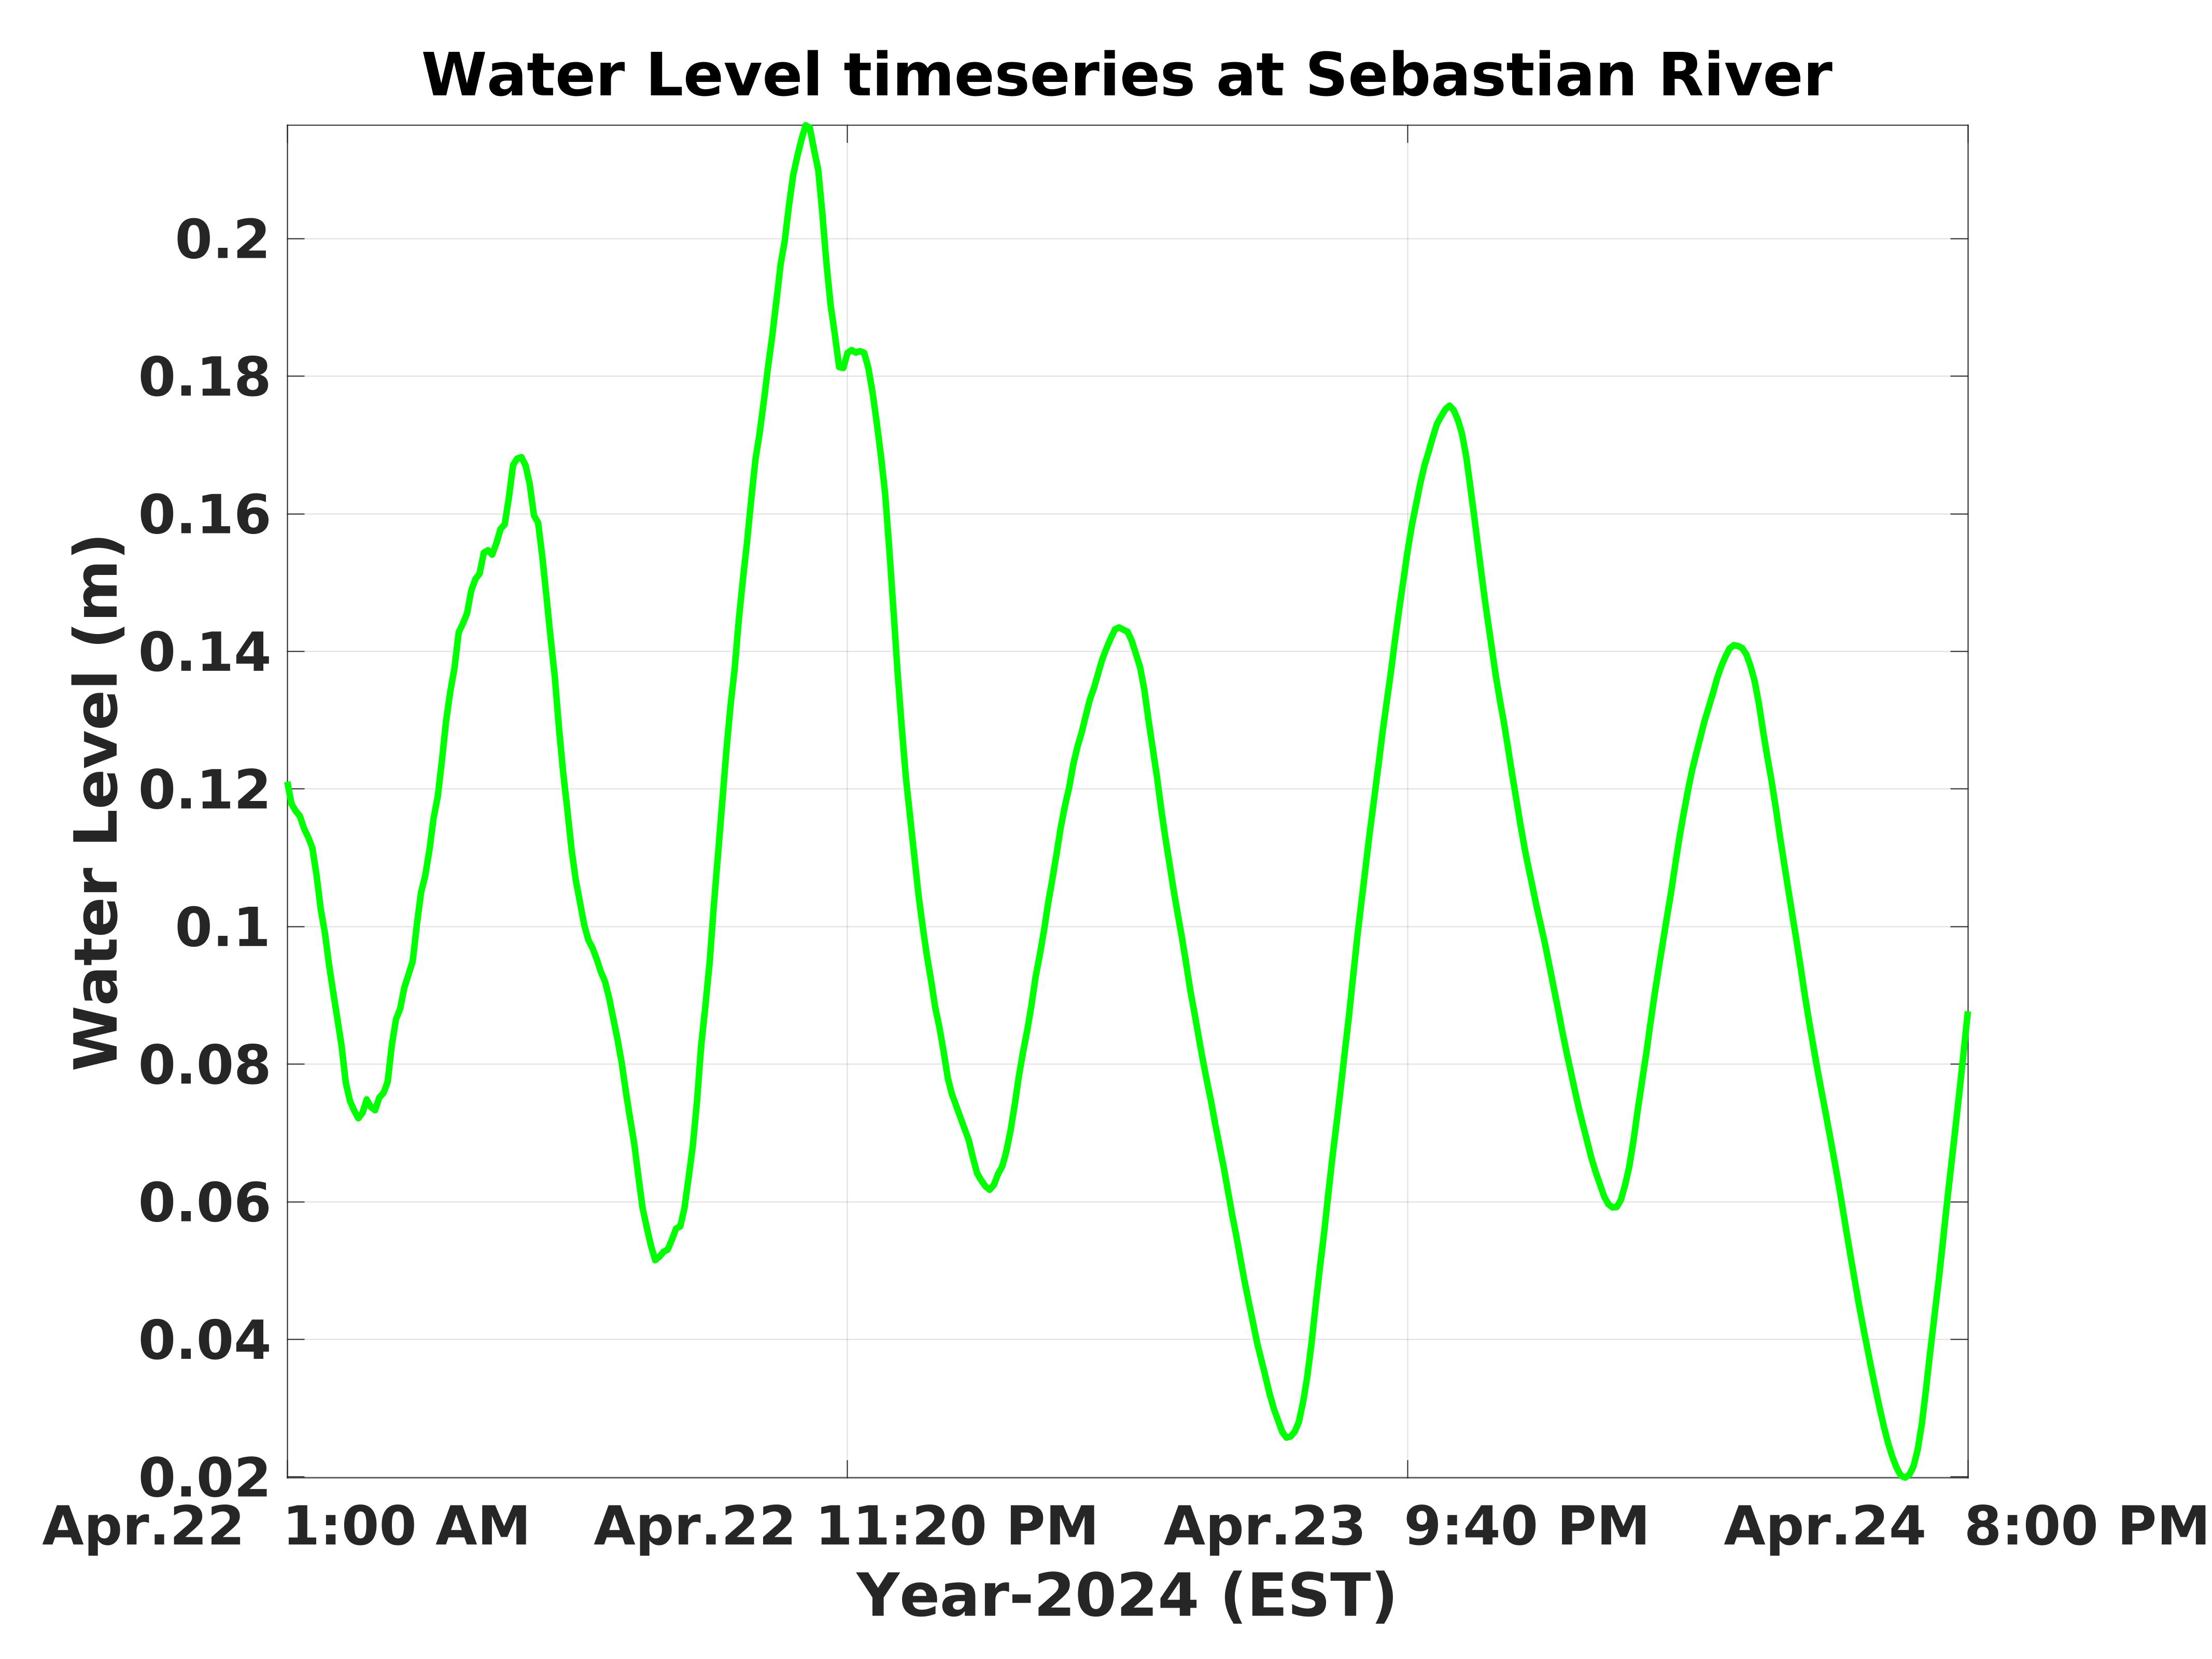 Water Level timeseries at Sebastian River
Water Level (m)
0.2
0.18
0.16
0.14
0.12
0.1
0.08
0.06
0.04
0.02
Apr.22 1:00 AM Apr.22 11:20 PM Apr.23 9:40 PM Apr.24 8:00 PM
Year-2024 (EST)